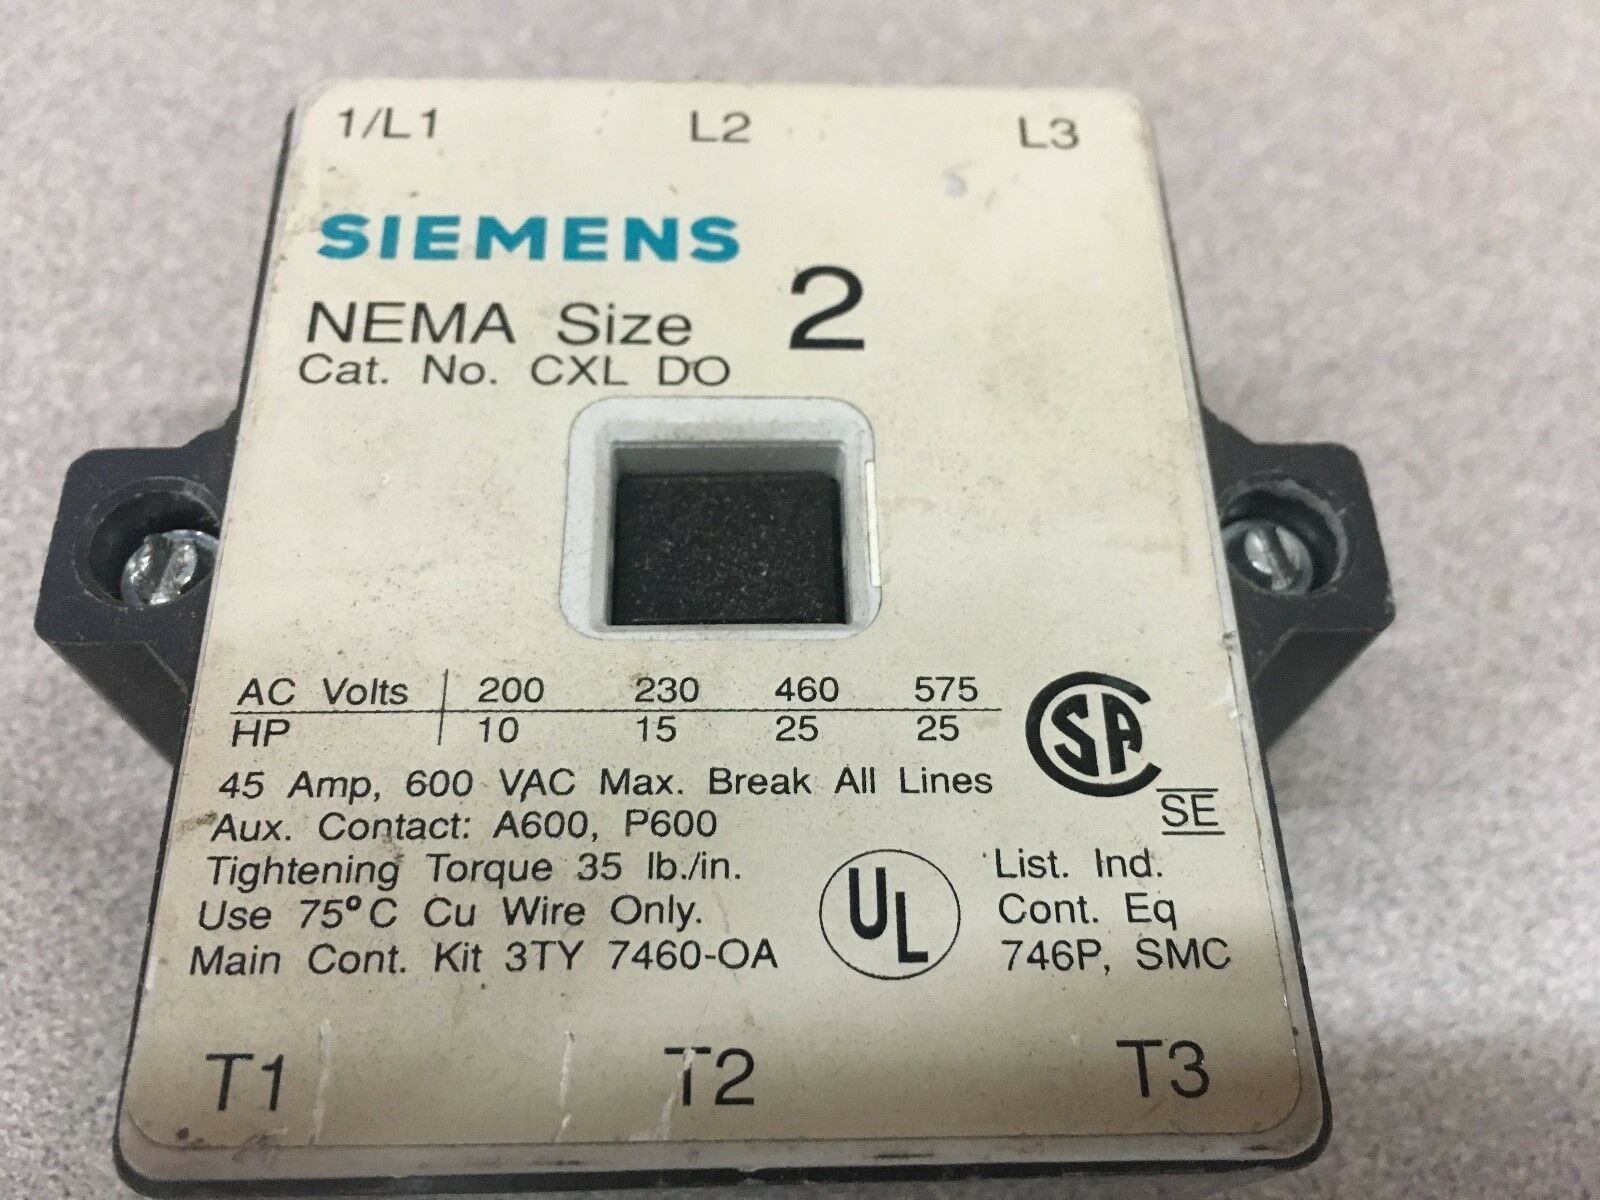 1/L1 L2 L3
SIEMENS
NEMA Size 2
Cat. No. CXL DO
AC Volts 200 230 460 575
HP 10 15 25 25
45 Amp, 600 VAC Max. Break All Lines
Aux. Contact: A600, P600
Tightening Torque 35 lb./in.
Use 75°C Cu Wire Only.
Main Cont. Kit 3TY 7460-OA
SA
SE
UL
List. Ind.
Cont. Eq
746P, SMC
T1 T2 T3